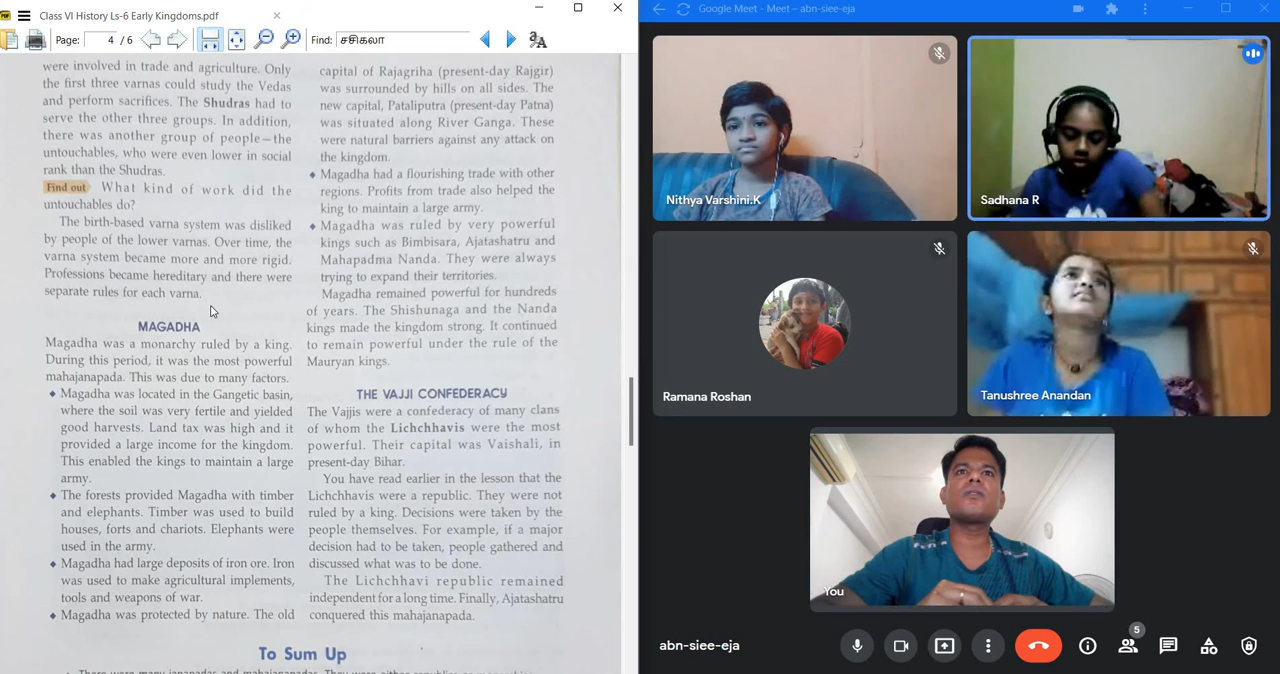 Class VI History Ls-6 Early Kingdoms.pdf
Page: 4 / 6
Find:
were involved in trade and agriculture. Only
the first three varnas could study the Vedas
and perform sacrifices. The Shudras had to
serve the other three groups. In addition,
there was another group of people – the
untouchables, who were even lower in social
rank than the Shudras.
Find out What kind of work did the
untouchables do?
The birth-based varna system was disliked
by people of the lower varnas. Over time, the
varna system became more and more rigid.
Professions became hereditary and there were
separate rules for each varna.
MAGADHA
Magadha was a monarchy ruled by a king.
During this period, it was the most powerful
mahajanapada. This was due to many factors.
Magadha was located in the Gangetic basin,
where the soil was very fertile and yielded
good harvests. Land tax was high and it
provided a large income for the kingdom.
This enabled the kings to maintain a large
army.
The forests provided Magadha with timber
and elephants. Timber was used to build
houses, forts and chariots. Elephants were
used in the army.
Magadha had large deposits of iron ore. Iron
was used to make agricultural implements,
tools and weapons of war.
Magadha was protected by nature. The old
capital of Rajagriha (present-day Rajgir)
was surrounded by hills on all sides. The
new capital, Pataliputra (present-day Patna)
was situated along River Ganga. These
were natural barriers against any attack on
the kingdom.
Magadha had a flourishing trade with other
regions. Profits from trade also helped the
king to maintain a large army.
Magadha was ruled by very powerful
kings such as Bimbisara, Ajatashatru and
Mahapadma Nanda. They were always
trying to expand their territories.
Magadha remained powerful for hundreds
of years. The Shishunaga and the Nanda
kings made the kingdom strong. It continued
to remain powerful under the rule of the
Mauryan kings.
THE VAJJI CONFEDERACY
The Vajjis were a confederacy of many clans
of whom the Lichchhavis were the most
powerful. Their capital was Vaishali, in
present-day Bihar.
You have read earlier in the lesson that the
Lichchhavis were a republic. They were not
ruled by a king. Decisions were taken by the
people themselves. For example, if a major
decision had to be taken, people gathered and
discussed what was to be done.
The Lichchhavi republic remained
independent for a long time. Finally, Ajatashatru
conquered this mahajanapada.
To Sum Up
Google Meet - Meet – abn-siee-eja
Nithya Varshini.K
Sadhana R
Ramana Roshan
Tanushree Anandan
You
abn-siee-eja
5